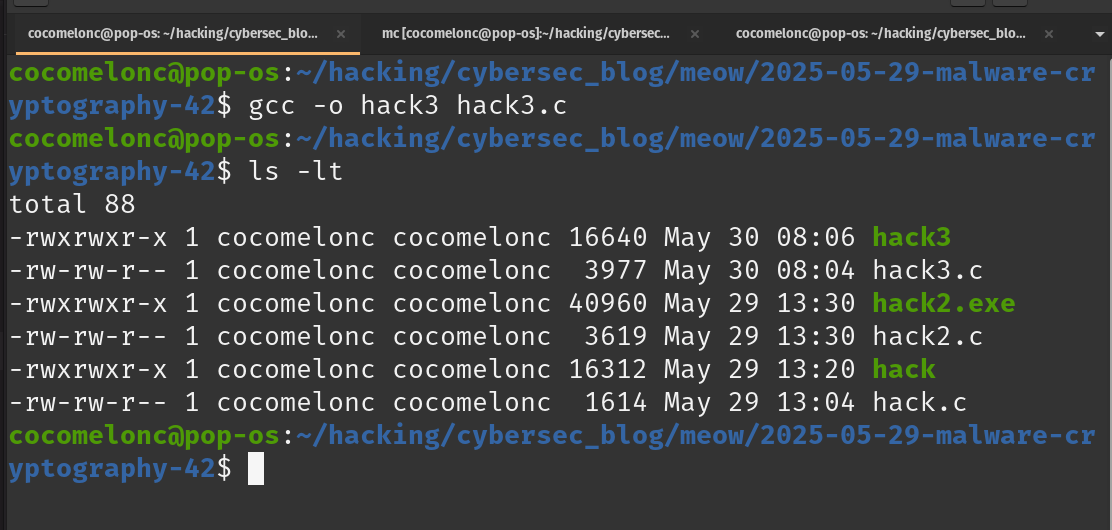 cocomelonc@pop-os: ~/hacking/cybersec_blo... × mc [cocomelonc@pop-os]:~/hacking/cybersec... × cocomelonc@pop-os: ~/hacking/cybersec_blo... ×
cocomelonc@pop-os:~/hacking/cybersec_blog/meow/2025-05-29-malware-cr
yptography-42$ gcc -o hack3 hack3.c
cocomelonc@pop-os:~/hacking/cybersec_blog/meow/2025-05-29-malware-cr
yptography-42$ ls -lt
total 88
-rwxrwxr-x 1 cocomelonc cocomelonc 16640 May 30 08:06 hack3
-rw-rw-r-- 1 cocomelonc cocomelonc  3977 May 30 08:04 hack3.c
-rwxrwxr-x 1 cocomelonc cocomelonc 40960 May 29 13:30 hack2.exe
-rw-rw-r-- 1 cocomelonc cocomelonc  3619 May 29 13:30 hack2.c
-rwxrwxr-x 1 cocomelonc cocomelonc 16312 May 29 13:20 hack
-rw-rw-r-- 1 cocomelonc cocomelonc  1614 May 29 13:04 hack.c
cocomelonc@pop-os:~/hacking/cybersec_blog/meow/2025-05-29-malware-cr
yptography-42$